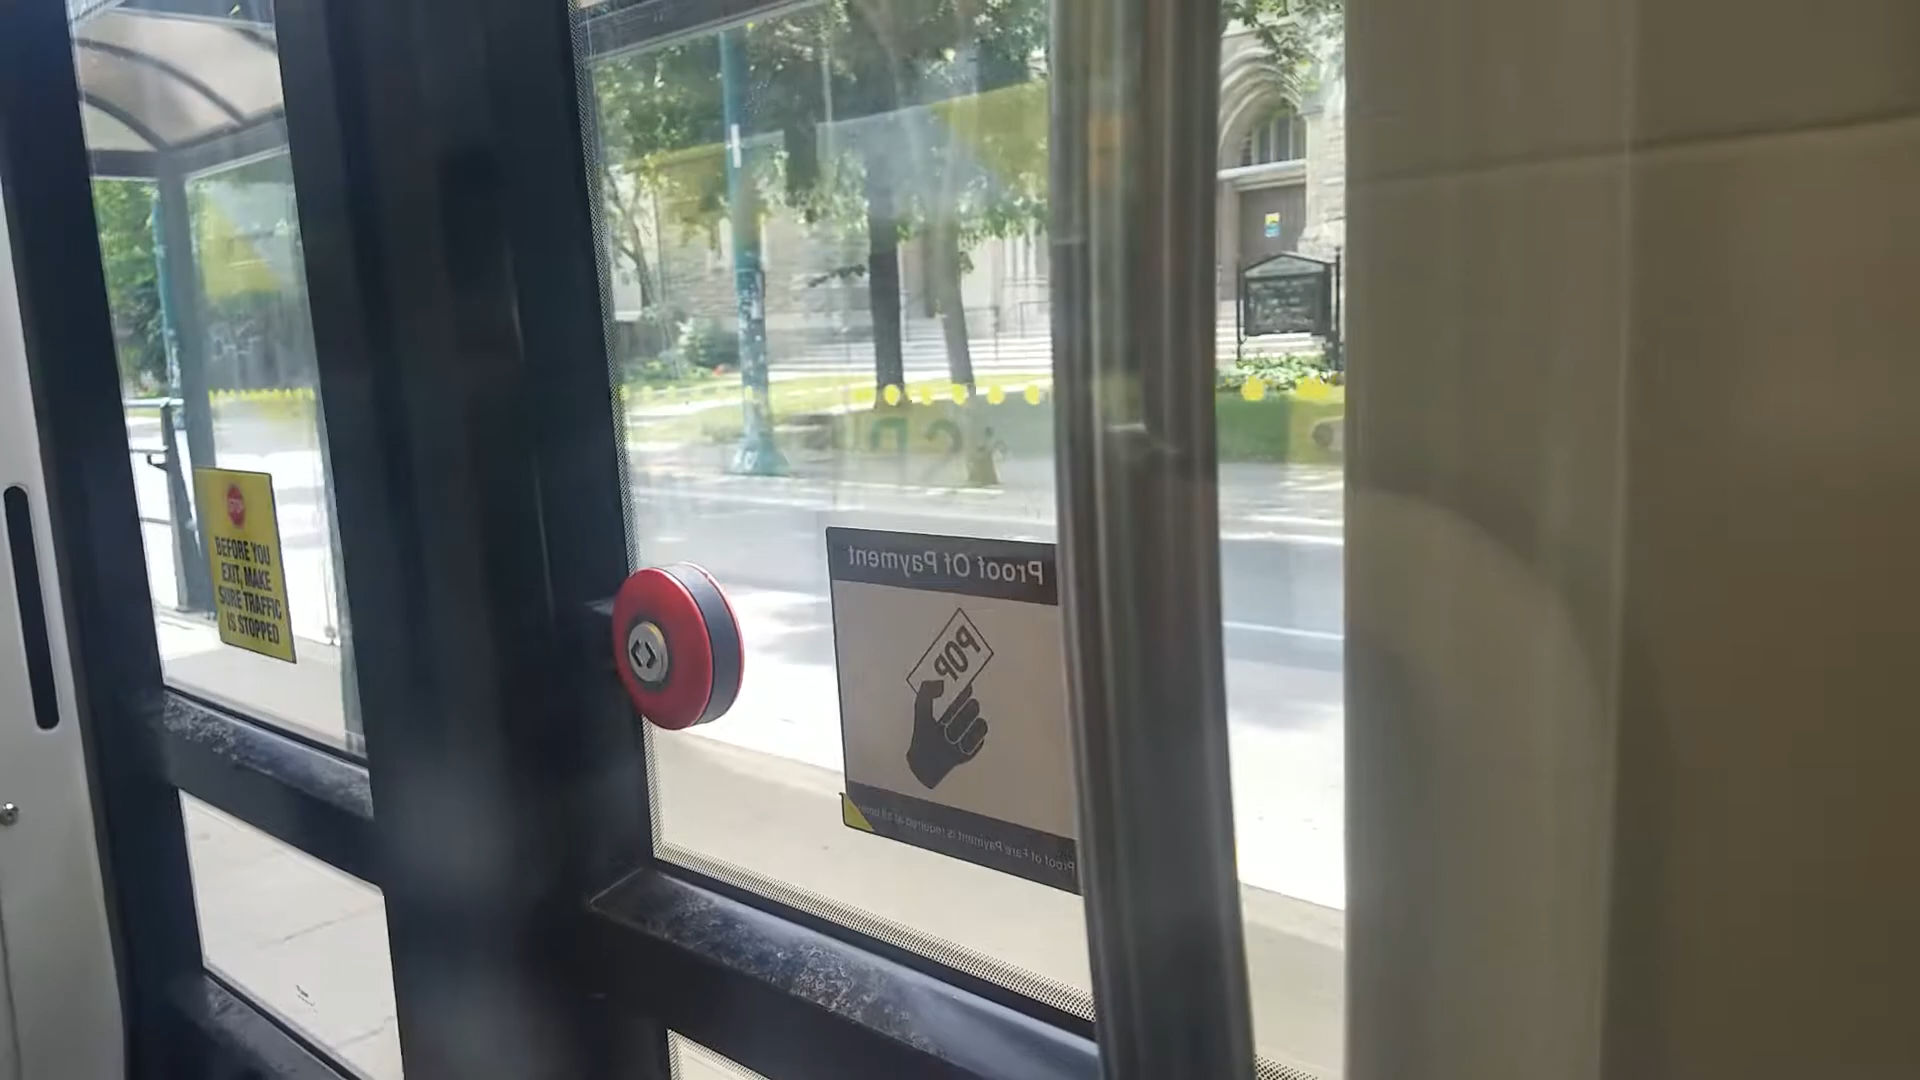 STOP
BEFORE YOU
EXIT, MAKE
SURE TRAFFIC
IS STOPPED
Proof Of Payment
POP
Proof of Fare Payment is required at all times